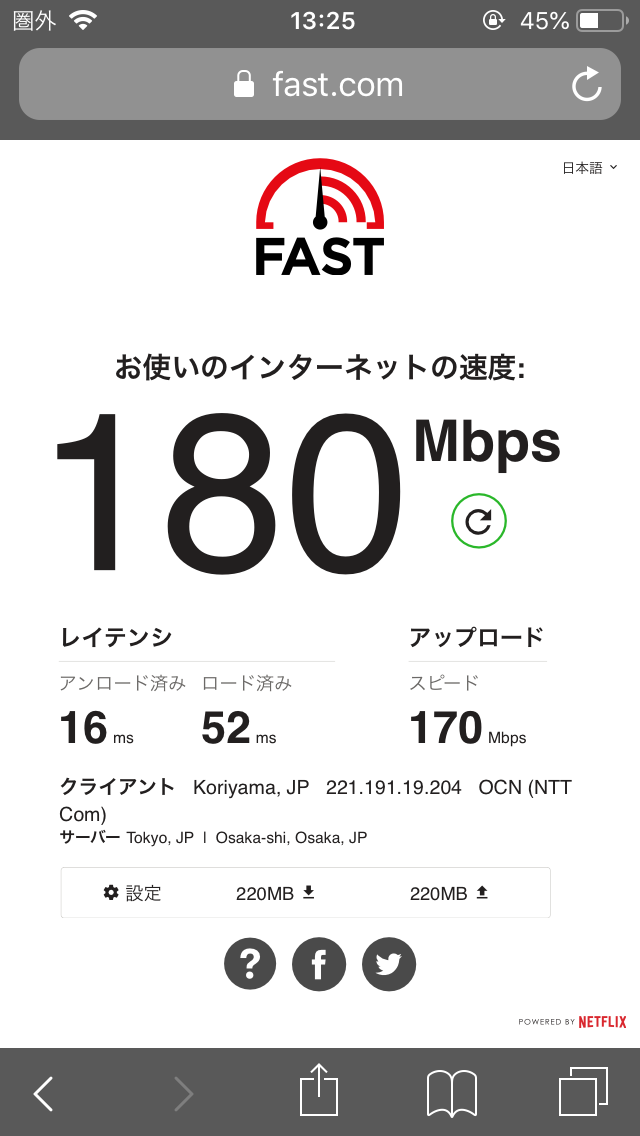 圏外 13:25 45%
fast.com
日本語
FAST
お使いのインターネットの速度:
180 Mbps
レイテンシ アップロード
アンロード済み ロード済み スピード
16 ms 52 ms 170 Mbps
クライアント Koriyama, JP 221.191.19.204 OCN (NTT
Com)
サーバー Tokyo, JP | Osaka-shi, Osaka, JP
設定 220MB 220MB
?
POWERED BY NETFLIX